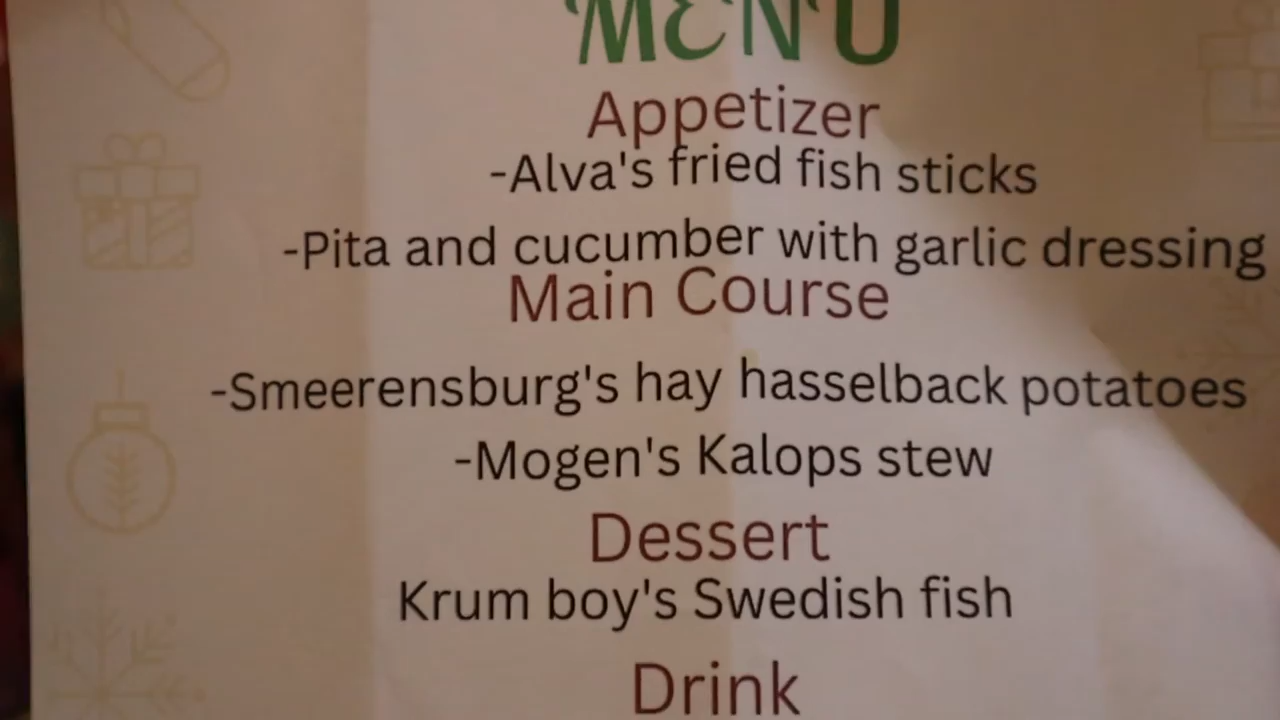 MENU
Appetizer
-Alva's fried fish sticks
-Pita and cucumber with garlic dressing
Main Course
-Smeerensburg's hay hasselback potatoes
-Mogen's Kalops stew
Dessert
Krum boy's Swedish fish
Drink